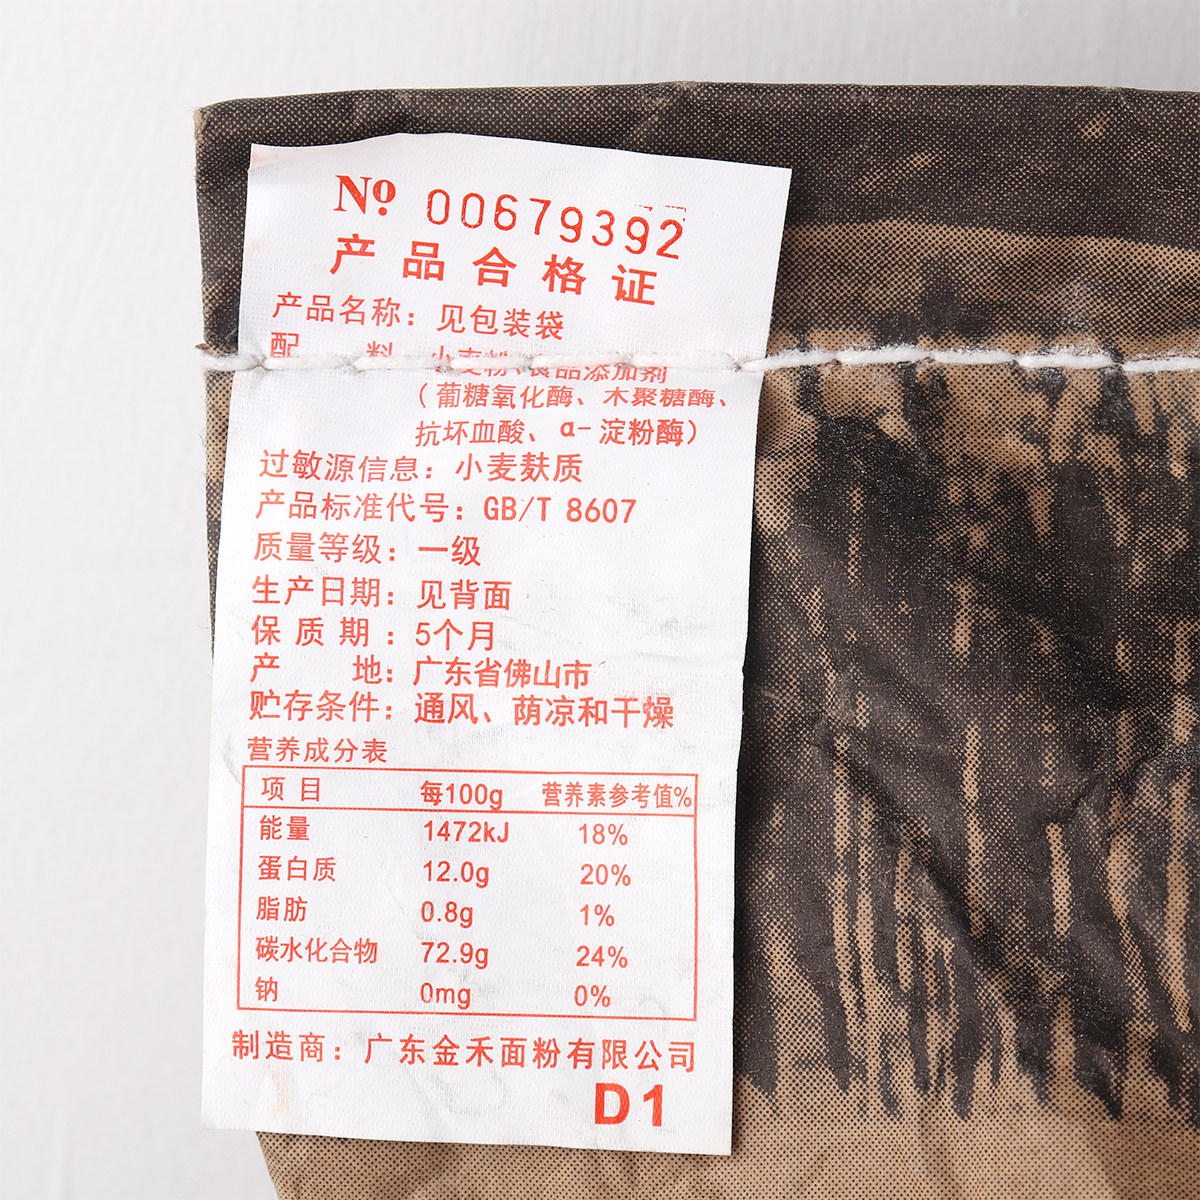 № 00679392
产品合格证
产品名称：见包装袋
配 料 小麦粉、食品添加剂
（葡糖氧化酶、木聚糖酶、
抗坏血酸、α-淀粉酶）
过敏源信息：小麦麸质
产品标准代号：GB/T 8607
质量等级：一级
生产日期：见背面
保质期：5个月
产 地：广东省佛山市
贮存条件：通风、荫凉和干燥
营养成分表
项目 每100g 营养素参考值%
能量 1472kJ 18%
蛋白质 12.0g 20%
脂肪 0.8g 1%
碳水化合物 72.9g 24%
钠 0mg 0%
制造商：广东金禾面粉有限公司
D1